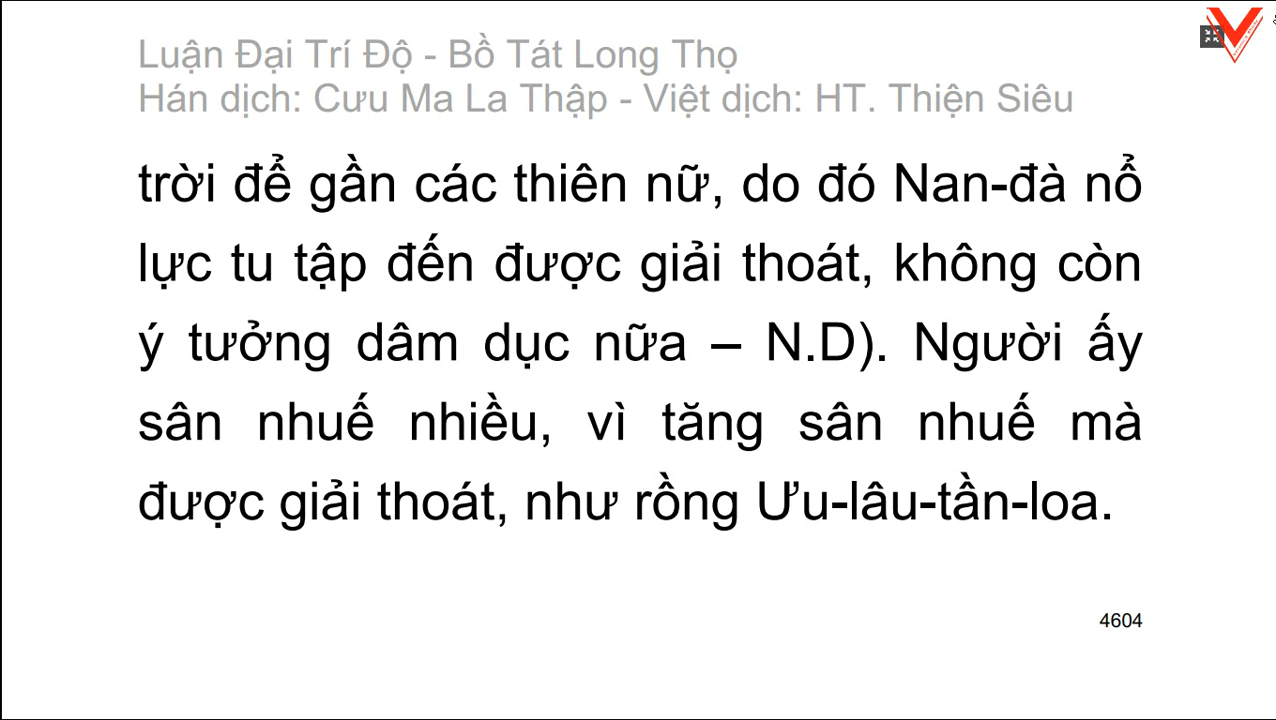 Luận Đại Trí Độ - Bồ Tát Long Thọ
Hán dịch: Cưu Ma La Thập - Việt dịch: HT. Thiện Siêu
trời để gần các thiên nữ, do đó Nan-đà nổ
lực tu tập đến được giải thoát, không còn
ý tưởng dâm dục nữa – N.D). Người ấy
sân nhuế nhiều, vì tăng sân nhuế mà
được giải thoát, như rồng Ưu-lâu-tần-loa.
4604